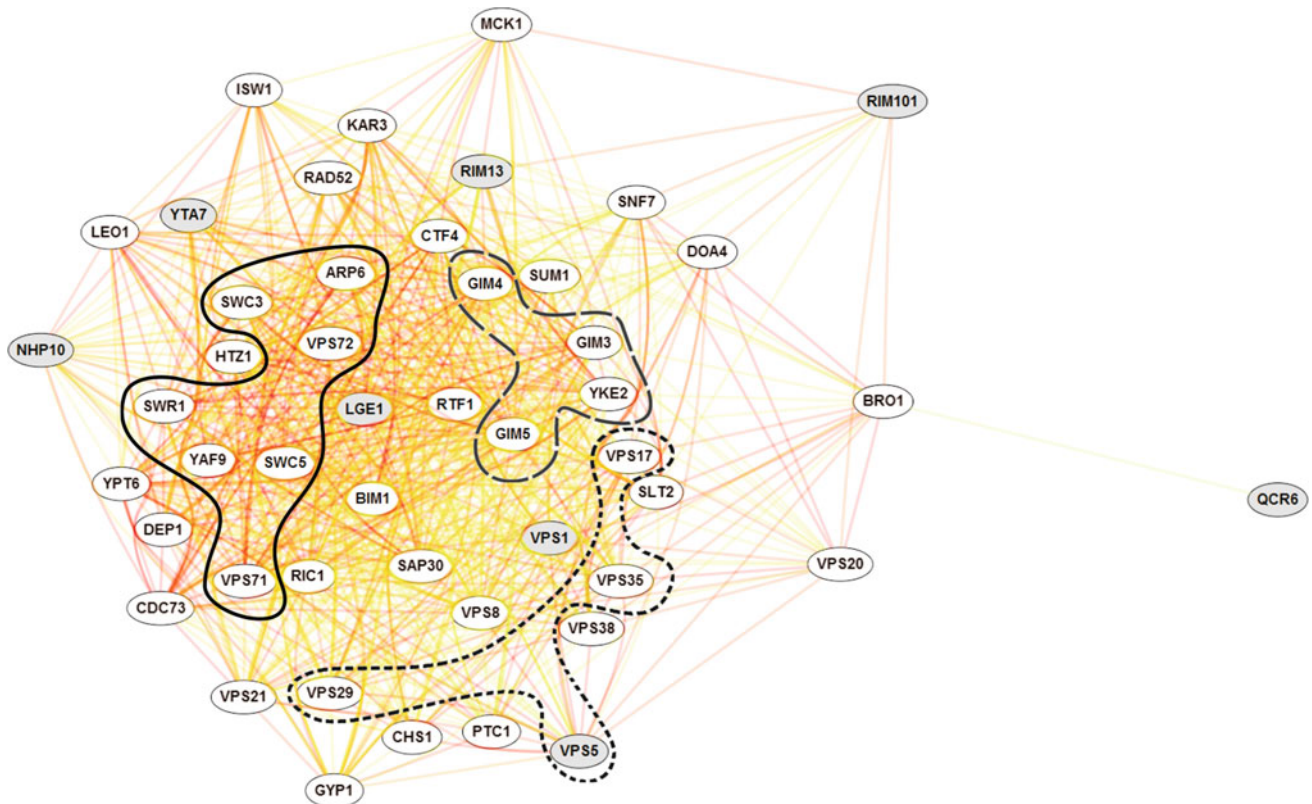 MCK1
ISW1
RIM101
KAR3
RIM13
RAD52
SNF7
YTA7
LEO1
CTF4
DOA4
ARP6
SUM1
GIM4
SWC3
GIM3
VPS72
NHP10
HTZ1
YKE2
BRO1
SWR1
LGE1
RTF1
GIM5
VPS17
YAF9
SWC5
YPT6
SLT2
BIM1
QCR6
DEP1
VPS1
VPS20
SAP30
RIC1
VPS71
VPS35
CDC73
VPS8
VPS38
VPS29
VPS21
PTC1
CHS1
VPS5
GYP1